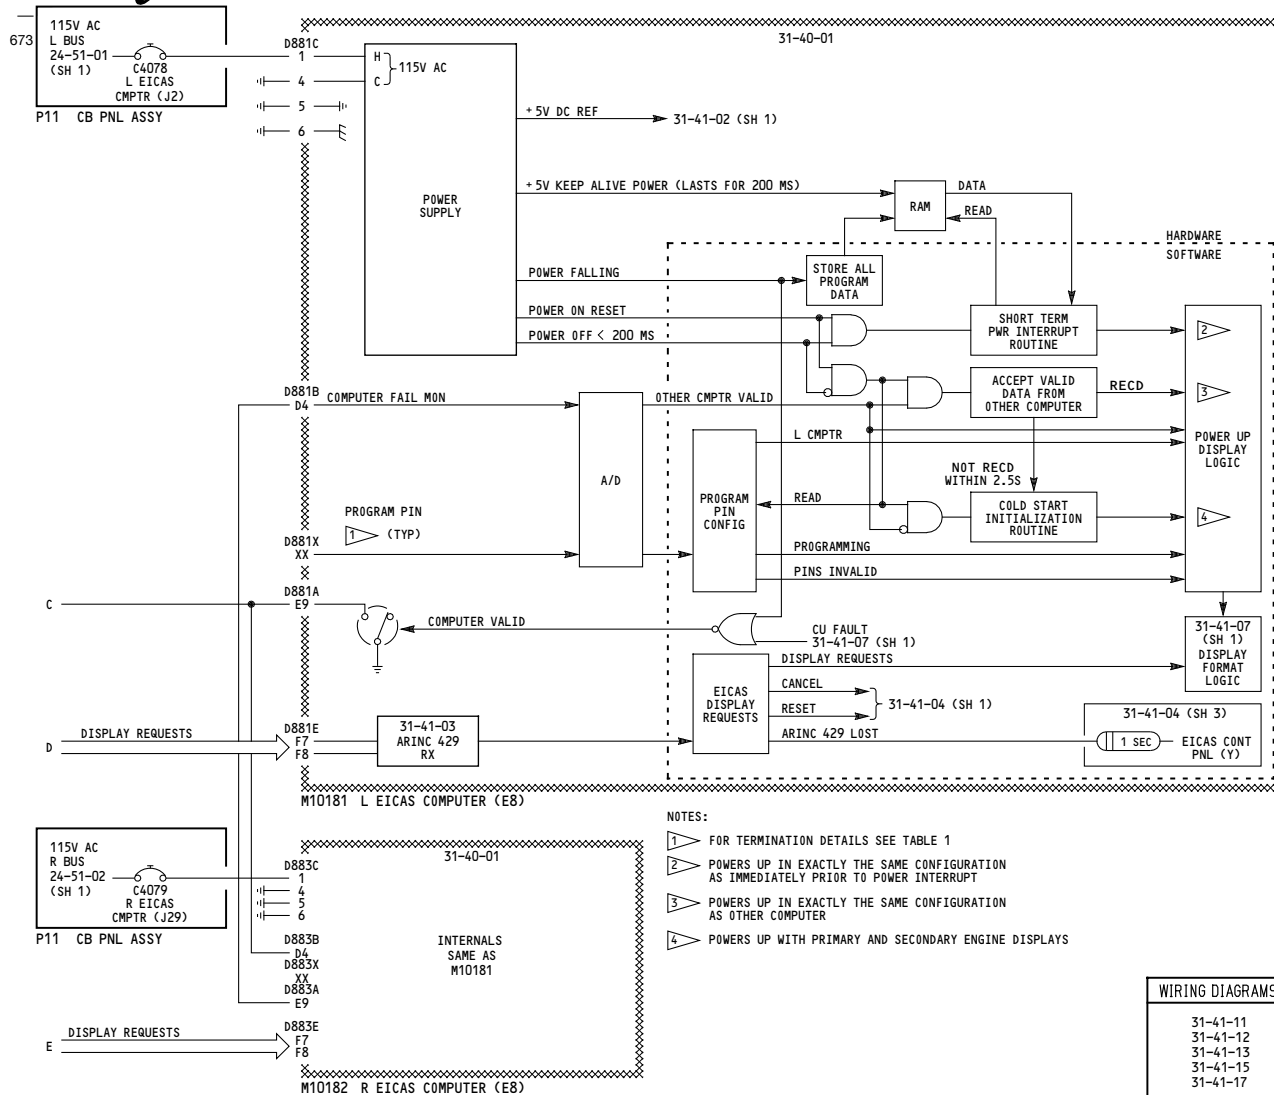 673
115V AC
L BUS
24-51-01
(SH 1)
C4078
L EICAS
CMPTR (J2)
P11 CB PNL ASSY
D881C
1
4
5
6
H
C
115V AC
31-40-01
POWER
SUPPLY
+5V DC REF
31-41-02 (SH 1)
+5V KEEP ALIVE POWER (LASTS FOR 200 MS)
RAM
DATA
READ
HARDWARE
SOFTWARE
POWER FALLING
STORE ALL
PROGRAM
DATA
POWER ON RESET
POWER OFF < 200 MS
SHORT TERM
PWR INTERRUPT
ROUTINE
2
D881B
D4
COMPUTER FAIL MON
A/D
OTHER CMPTR VALID
ACCEPT VALID
DATA FROM
OTHER COMPUTER
RECD
3
L CMPTR
POWER UP
DISPLAY
LOGIC
NOT RECD
WITHIN 2.5S
PROGRAM
PIN
CONFIG
READ
COLD START
INITIALIZATION
ROUTINE
4
PROGRAM PIN
1 (TYP)
D881X
XX
PROGRAMMING
PINS INVALID
C
D881A
E9
COMPUTER VALID
CU FAULT
31-41-07 (SH 1)
31-41-07
(SH 1)
DISPLAY
FORMAT
LOGIC
DISPLAY REQUESTS
EICAS
DISPLAY
REQUESTS
CANCEL
RESET
31-41-04 (SH 1)
ARINC 429 LOST
31-41-04 (SH 3)
1 SEC
EICAS CONT
PNL (Y)
D
DISPLAY REQUESTS
D881E
F7
F8
31-41-03
ARINC 429
RX
M10181 L EICAS COMPUTER (E8)
115V AC
R BUS
24-51-02
(SH 1)
C4079
R EICAS
CMPTR (J29)
P11 CB PNL ASSY
D883C
1
4
5
6
D883B
D4
D883X
XX
D883A
E9
D883E
F7
F8
31-40-01
INTERNALS
SAME AS
M10181
E
DISPLAY REQUESTS
M10182 R EICAS COMPUTER (E8)
NOTES:
1 FOR TERMINATION DETAILS SEE TABLE 1
2 POWERS UP IN EXACTLY THE SAME CONFIGURATION
AS IMMEDIATELY PRIOR TO POWER INTERRUPT
3 POWERS UP IN EXACTLY THE SAME CONFIGURATION
AS OTHER COMPUTER
4 POWERS UP WITH PRIMARY AND SECONDARY ENGINE DISPLAYS
WIRING DIAGRAMS
31-41-11
31-41-12
31-41-13
31-41-15
31-41-17